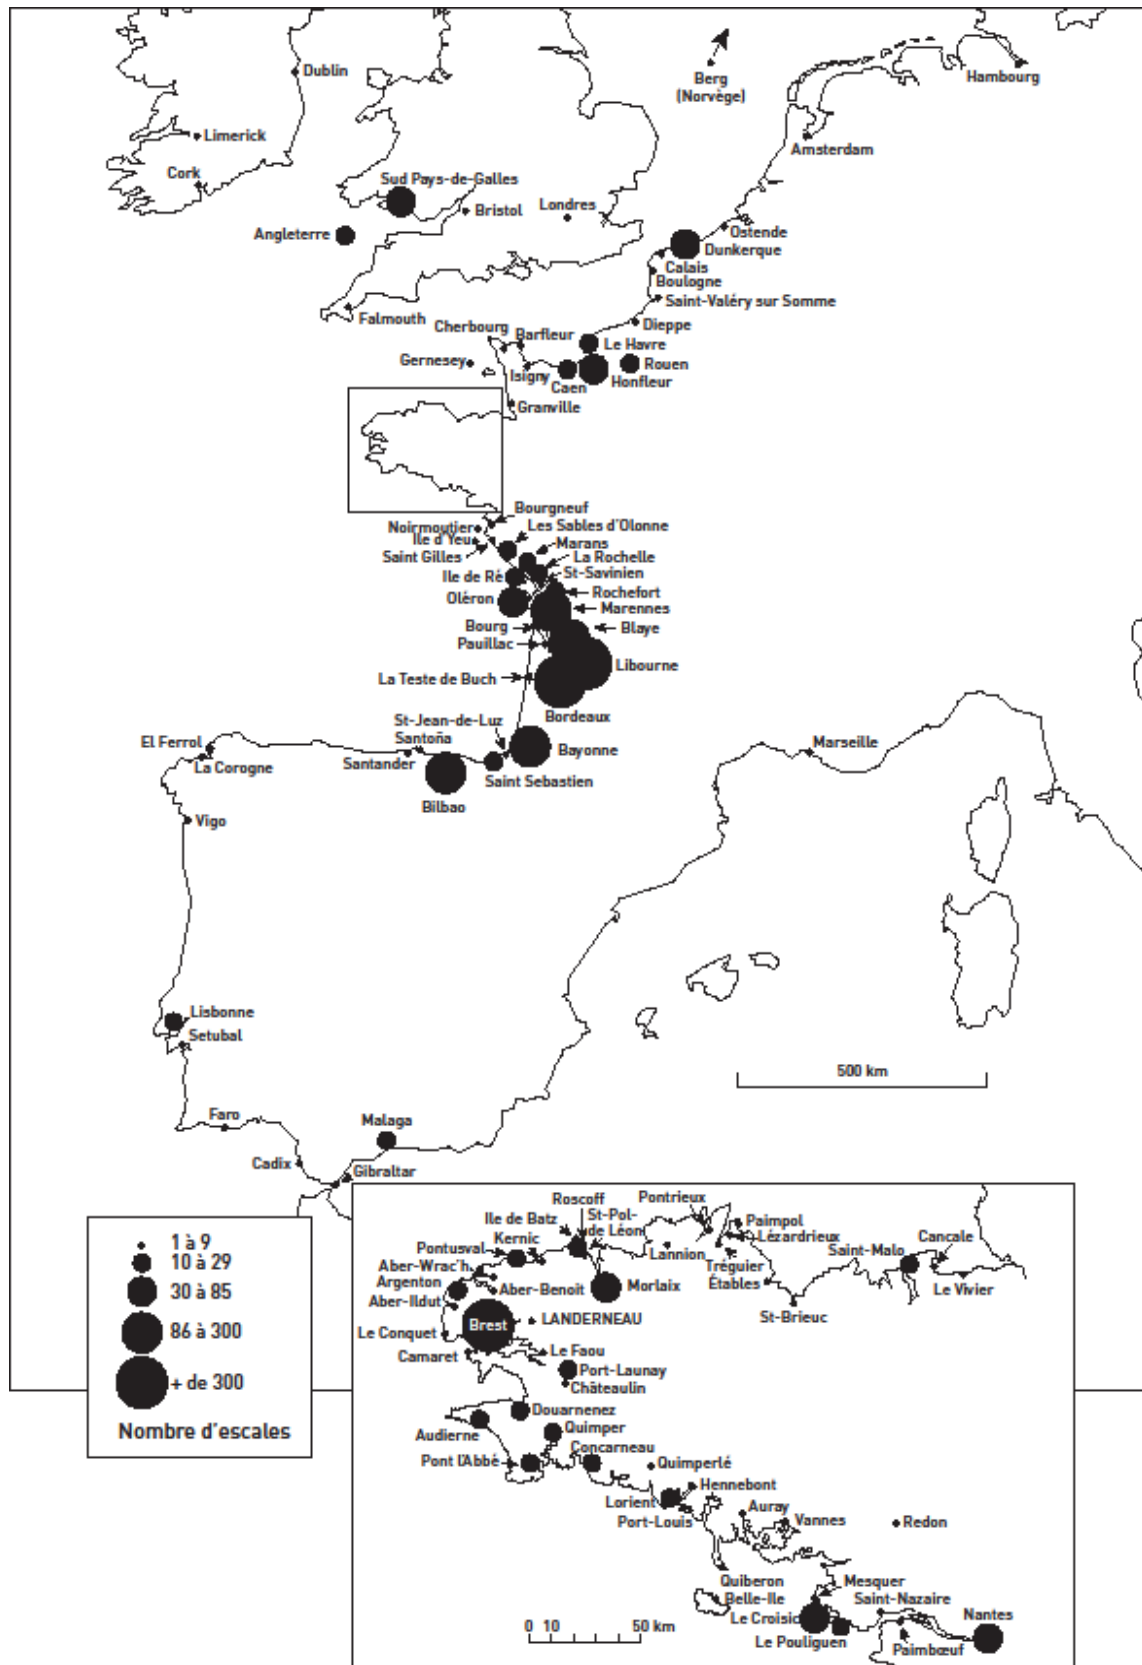 Dublin
Berg
(Norvège)
Hambourg
Limerick
Amsterdam
Cork
Sud Pays-de-Galles
Bristol
Londres
Angleterre
Ostende
Dunkerque
Calais
Boulogne
Falmouth
Saint-Valéry sur Somme
Cherbourg
Barfleur
Dieppe
Le Havre
Gernesey
Isigny
Caen
Honfleur
Rouen
Granville
Bourgneuf
Noirmoutier
Les Sables d'Olonne
Ile d'Yeu
Saint Gilles
Marans
La Rochelle
Ile de Ré
St-Savinien
Oléron
Rochefort
Marennes
Bourg
Blaye
Pauillac
Libourne
La Teste de Buch
Bordeaux
St-Jean-de-Luz
Santoña
El Ferrol
La Corogne
Santander
Bayonne
Saint Sebastien
Bilbao
Marseille
Vigo
Lisbonne
Setubal
500 km
Faro
Malaga
Cadix
Gibraltar
1 à 9
10 à 29
30 à 85
86 à 300
+ de 300
Nombre d'escales
Roscoff
Pontrieux
Ile de Batz
St-Pol-
de Léon
Paimpol
Kernic
Lézardrieux
Pontusval
Lannion
Saint-Malo
Cancale
Aber-Wrac'h
Tréguier
Argenton
Aber-Benoit
Morlaix
Étables
Le Vivier
Aber-Ildut
St-Brieuc
Brest
LANDERNEAU
Le Conquet
Camaret
Le Faou
Port-Launay
Châteaulin
Douarnenez
Audierne
Quimper
Concarneau
Pont l'Abbé
Quimperlé
Hennebont
Lorient
Port-Louis
Auray
Vannes
Redon
Quiberon
Mesquer
Belle-Ile
Saint-Nazaire
Le Croisic
Nantes
Le Pouliguen
Paimbœuf
0 10 50 km